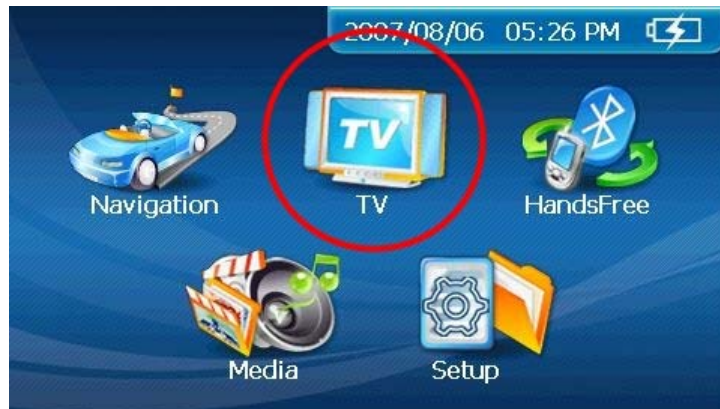 2007/08/06 05:26 PM
TV
Navigation
TV
HandsFree
Media
Setup